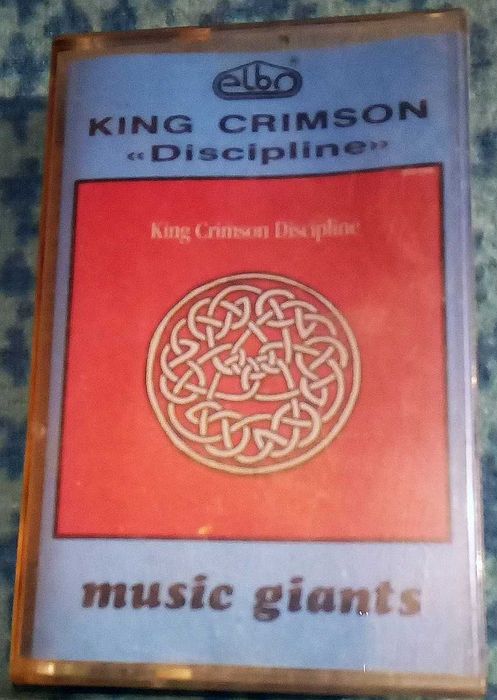 elbo
KING CRIMSON
«Discipline»
King Crimson Discipline
music giants